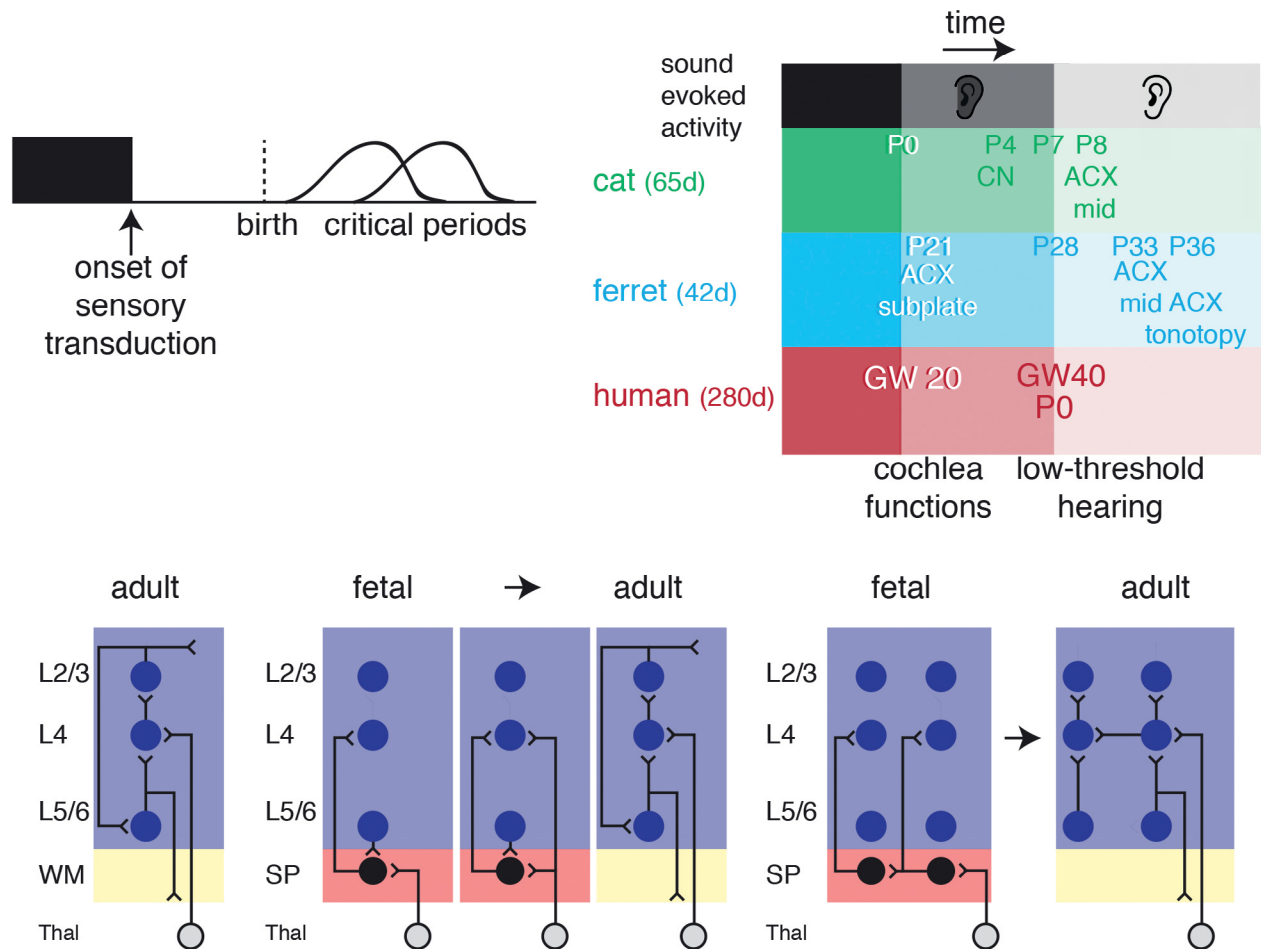 time
sound
evoked
activity
P0 P4 P7 P8
cat (65d)
CN ACX
mid
birth critical periods
onset of
sensory
transduction
P21 P28 P33 P36
ACX ACX
ferret (42d)
subplate mid ACX
tonotopy
human (280d)
GW 20 GW40
P0
cochlea low-threshold
functions hearing
adult fetal adult fetal adult
L2/3 L2/3 L2/3
L4 L4 L4
L5/6 L5/6 L5/6
WM SP SP
Thal Thal Thal